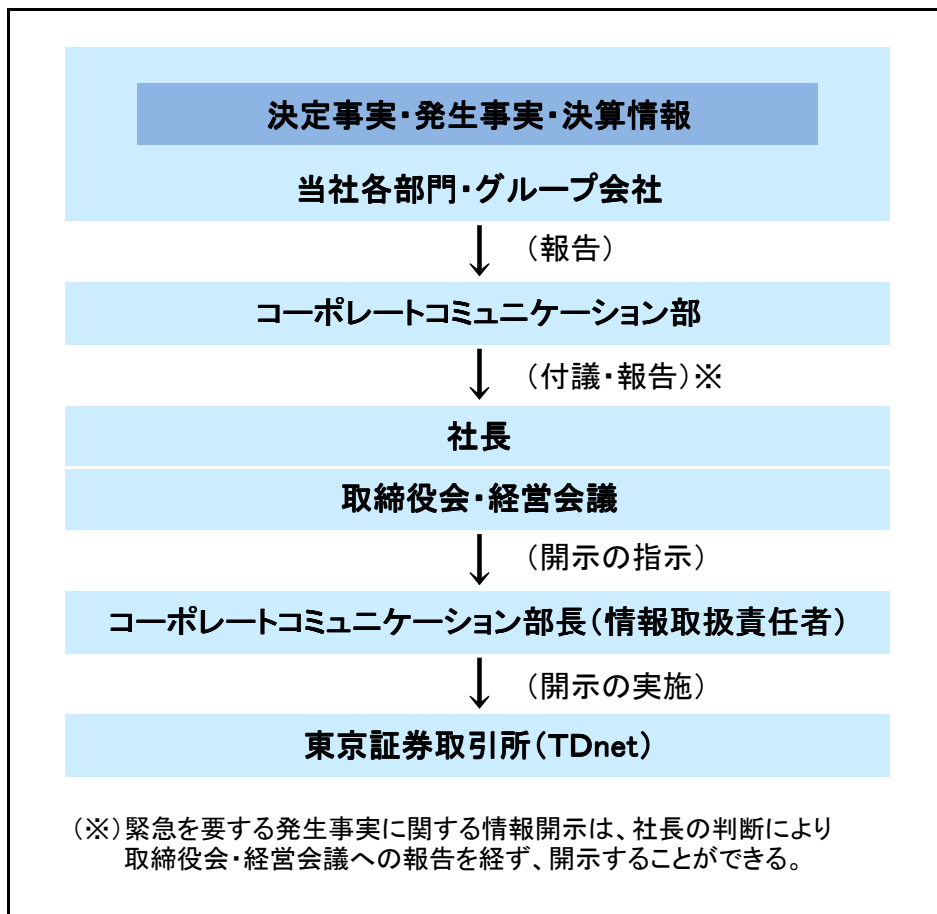 決定事実・発生事実・決算情報
当社各部門・グループ会社
（報告）
コーポレートコミュニケーション部
（付議・報告）※
社長
取締役会・経営会議
（開示の指示）
コーポレートコミュニケーション部長（情報取扱責任者）
（開示の実施）
東京証券取引所（TDnet）
（※）緊急を要する発生事実に関する情報開示は、社長の判断により
取締役会・経営会議への報告を経ず、開示することができる。